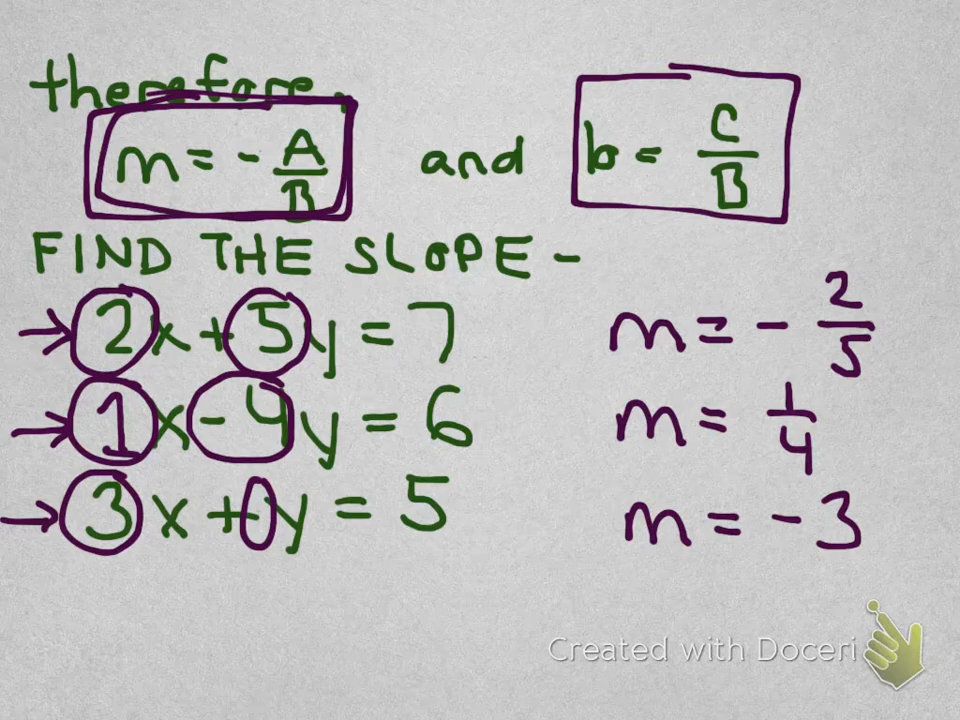 therefore,
m = - A/B and b = C/B
FIND THE SLOPE -
→ 2x + 5y = 7 m = - 2/5
→ 1x - 4y = 6 m = 1/4
→ 3x + y = 5 m = - 3
Created with Doceri